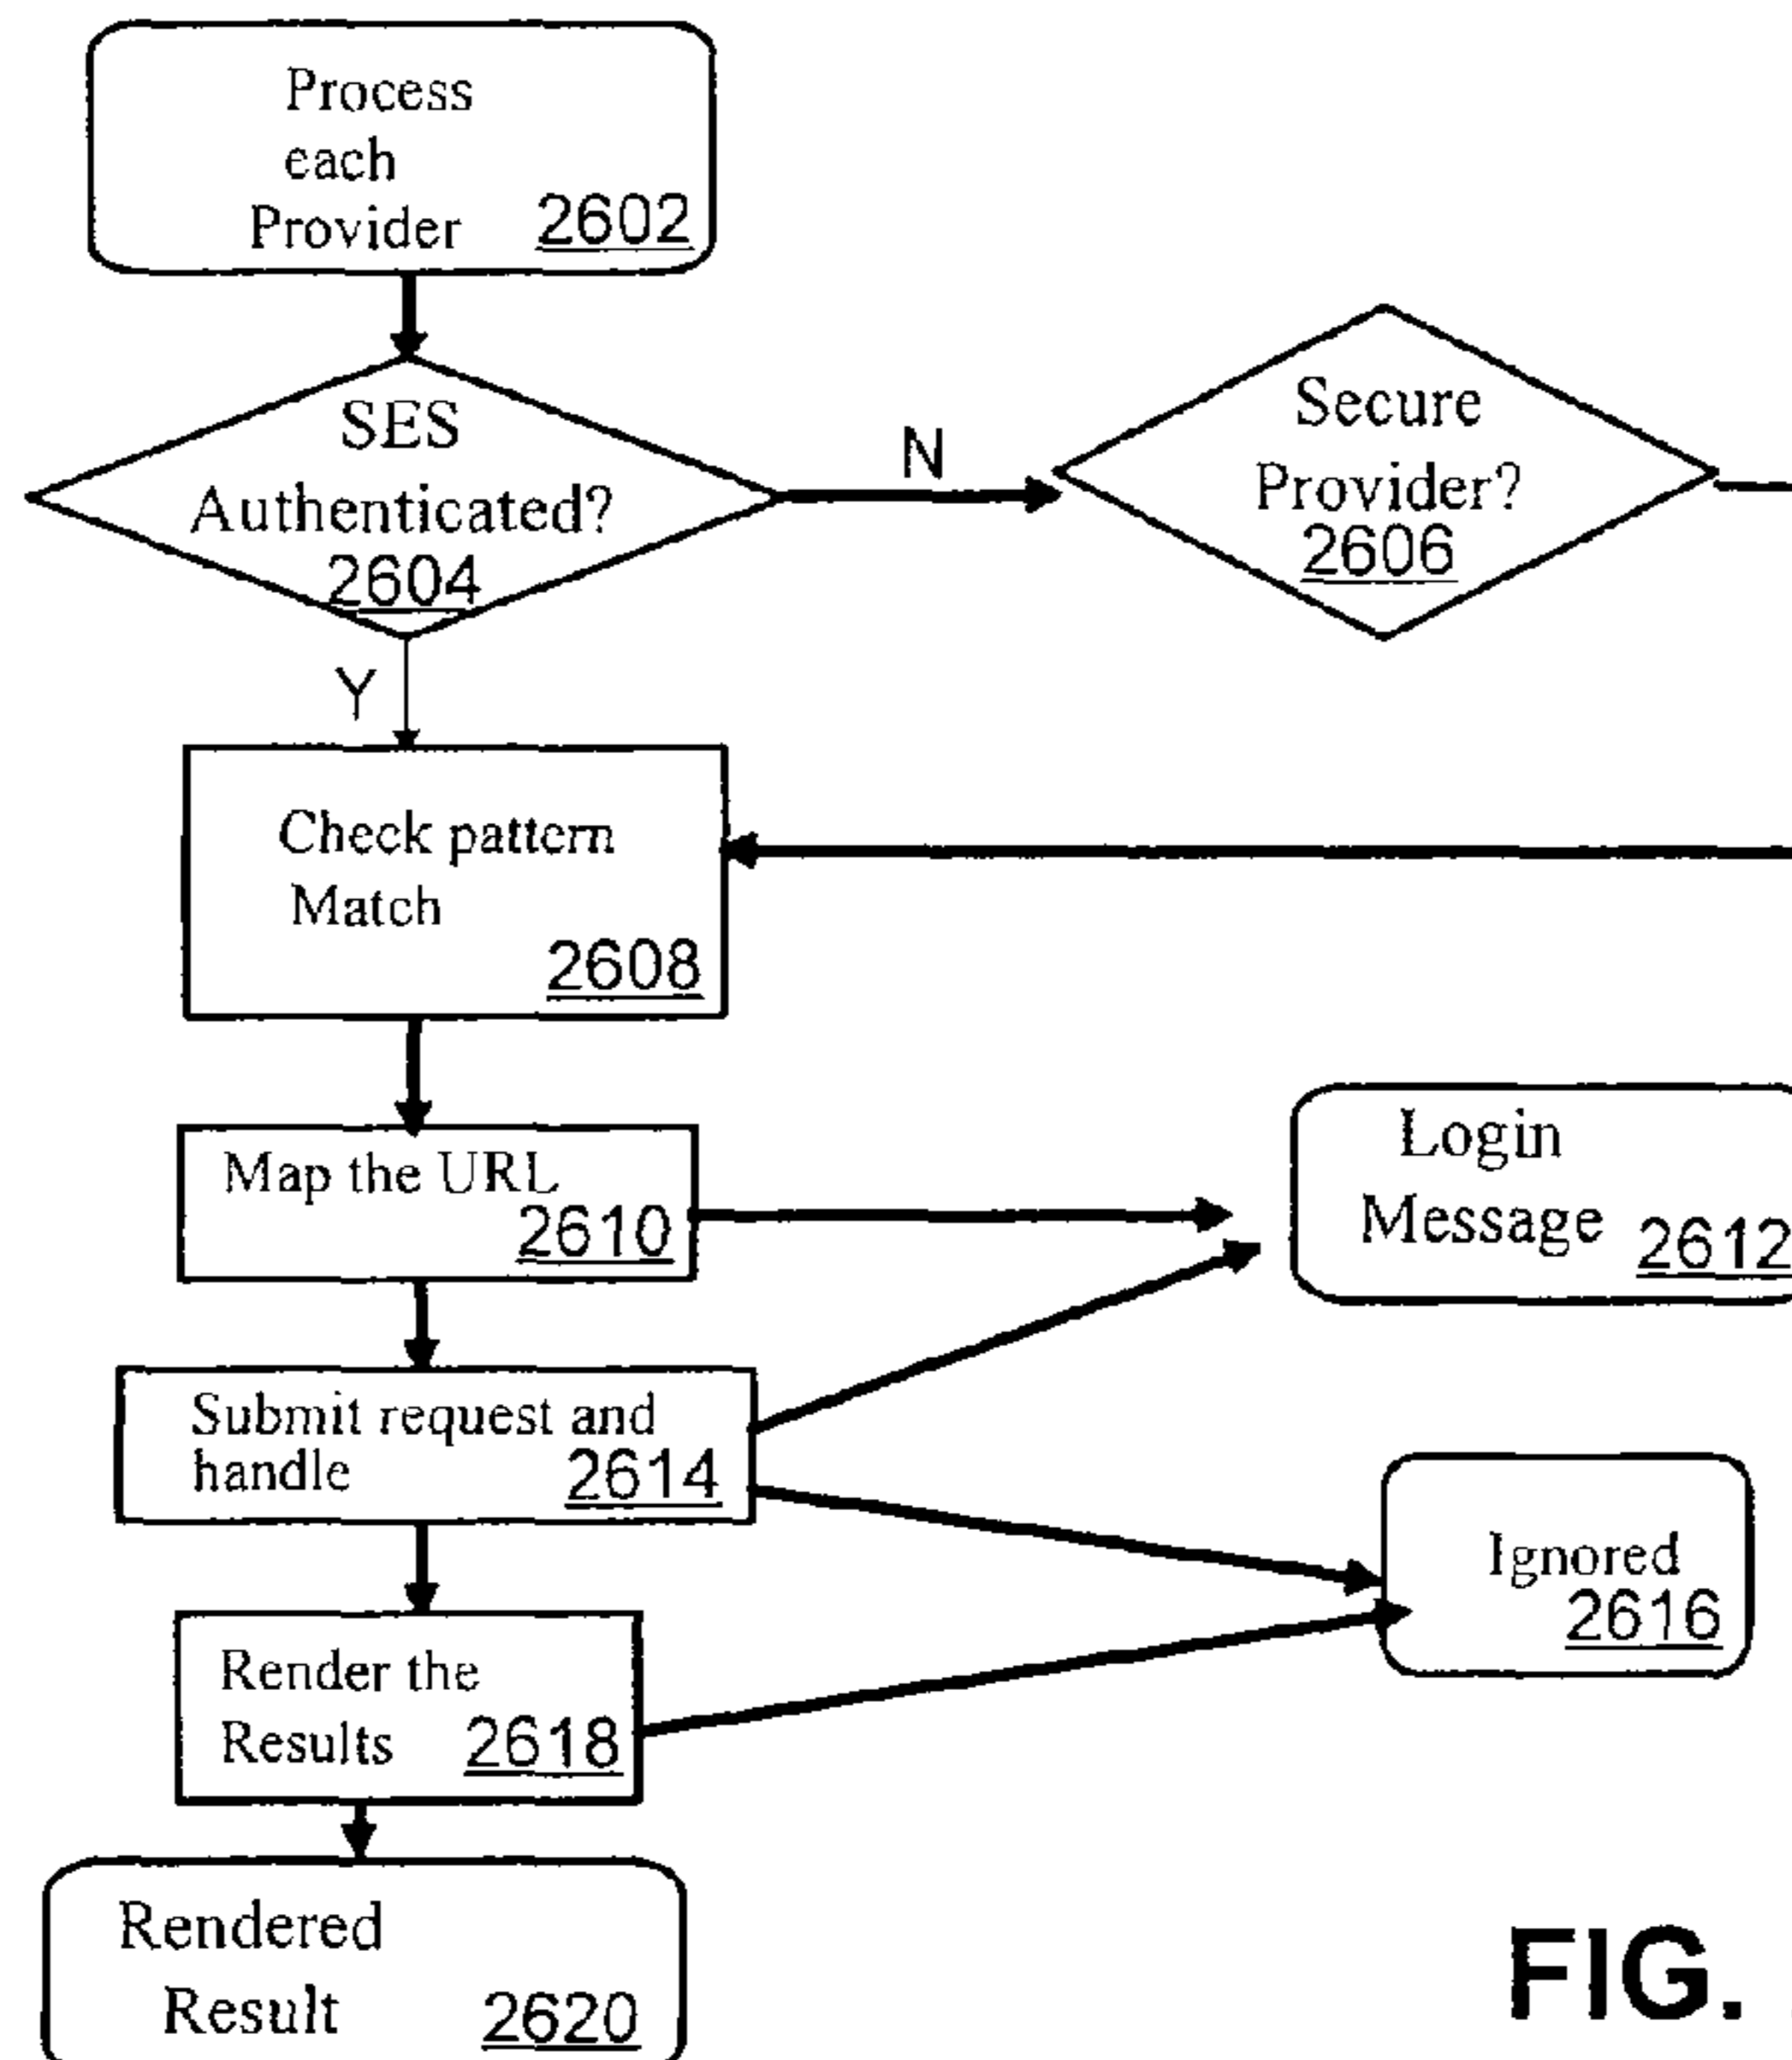 Process
each
Provider 2602
SES
Authenticated?
2604
N
Secure
Provider?
2606
Y
Check pattern
Match
2608
Map the URL
2610
Login
Message 2612
Submit request and
handle 2614
Ignored
2616
Render the
Results 2618
Rendered
Result 2620
FIG.